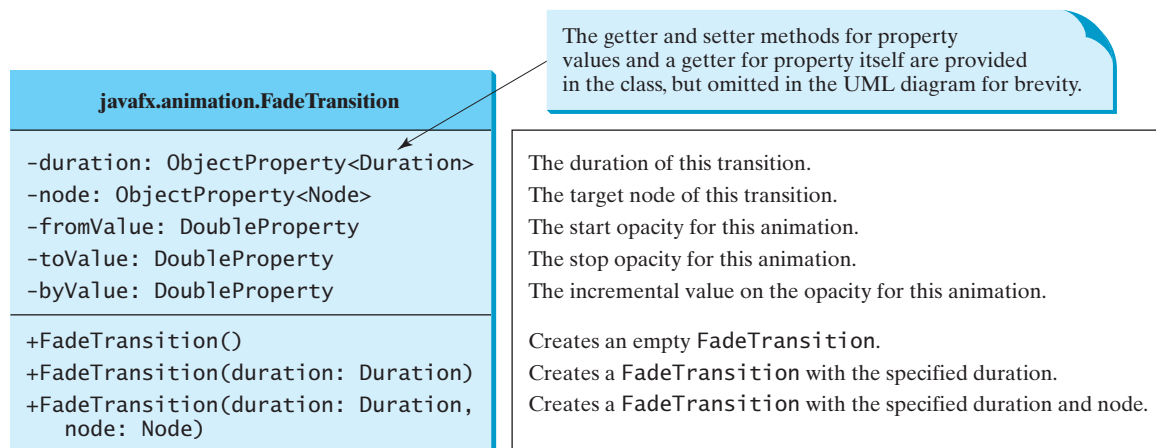 The getter and setter methods for property
values and a getter for property itself are provided
in the class, but omitted in the UML diagram for brevity.
javafx.animation.FadeTransition
-duration: ObjectProperty<Duration>
The duration of this transition.
-node: ObjectProperty<Node>
The target node of this transition.
-fromValue: DoubleProperty
The start opacity for this animation.
-toValue: DoubleProperty
The stop opacity for this animation.
-byValue: DoubleProperty
The incremental value on the opacity for this animation.
+FadeTransition()
Creates an empty FadeTransition.
+FadeTransition(duration: Duration)
Creates a FadeTransition with the specified duration.
+FadeTransition(duration: Duration,
node: Node)
Creates a FadeTransition with the specified duration and node.